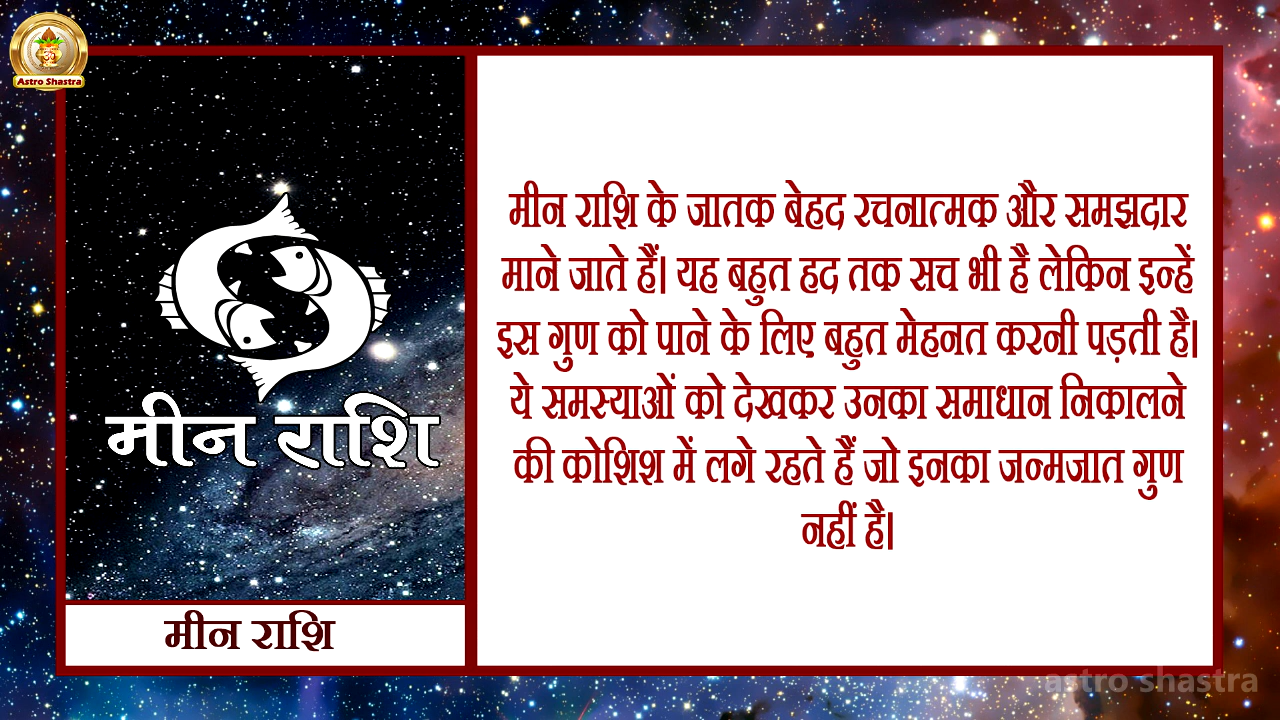 Astro Shastra
मीन राशि
मीन राशि
मीन राशि के जातक बेहद रचनात्मक और समझदार
माने जाते हैं। यह बहुत हद तक सच भी है लेकिन इन्हें
इस गुण को पाने के लिए बहुत मेहनत करनी पड़ती है।
ये समस्याओं को देखकर उनका समाधान निकालने
की कोशिश में लगे रहते हैं जो इनका जन्मजात गुण
नहीं है।
astro shastra